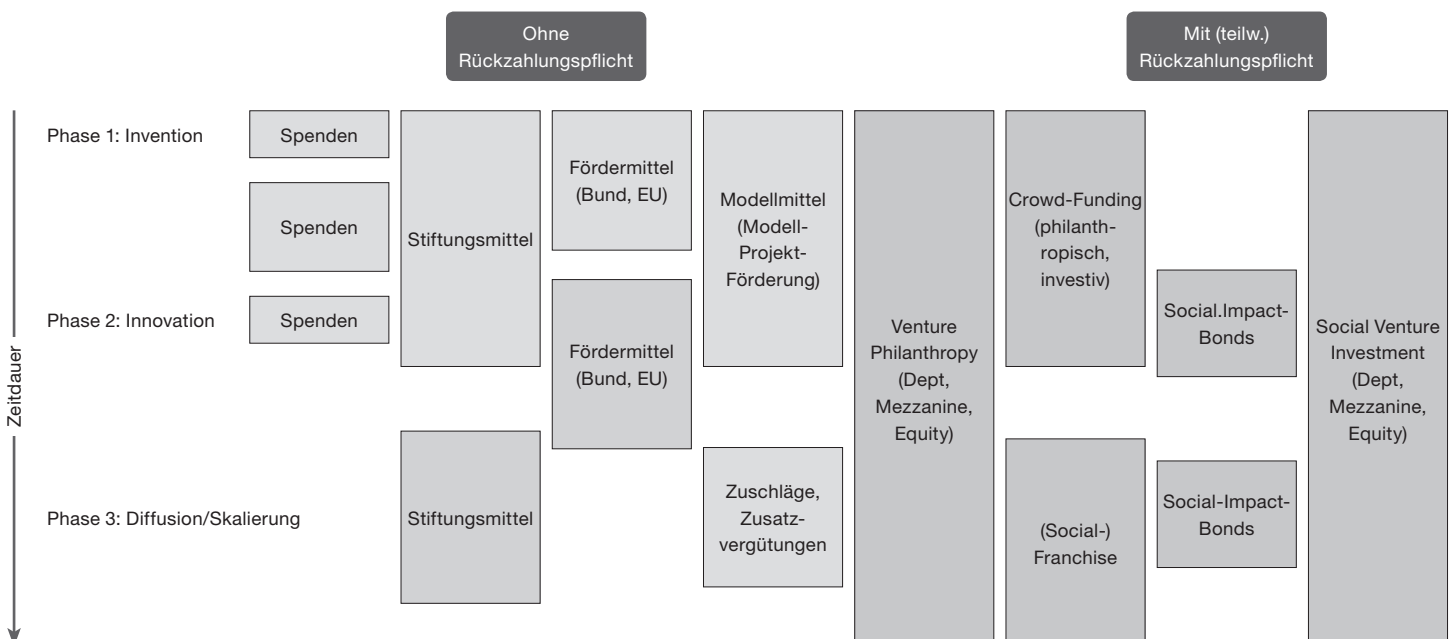 Ohne
Rückzahlungspflicht
Mit (teilw.)
Rückzahlungspflicht
Zeitdauer
Phase 1: Invention
Phase 2: Innovation
Phase 3: Diffusion/Skalierung
Spenden
Spenden
Spenden
Stiftungsmittel
Stiftungsmittel
Fördermittel
(Bund, EU)
Fördermittel
(Bund, EU)
Modellmittel
(Modell-
Projekt-
Förderung)
Zuschläge,
Zusatz-
vergütungen
Venture
Philanthropy
(Dept,
Mezzanine,
Equity)
Crowd-Funding
(philanth-
ropisch,
investiv)
(Social-)
Franchise
Social.Impact-
Bonds
Social-Impact-
Bonds
Social Venture
Investment
(Dept,
Mezzanine,
Equity)